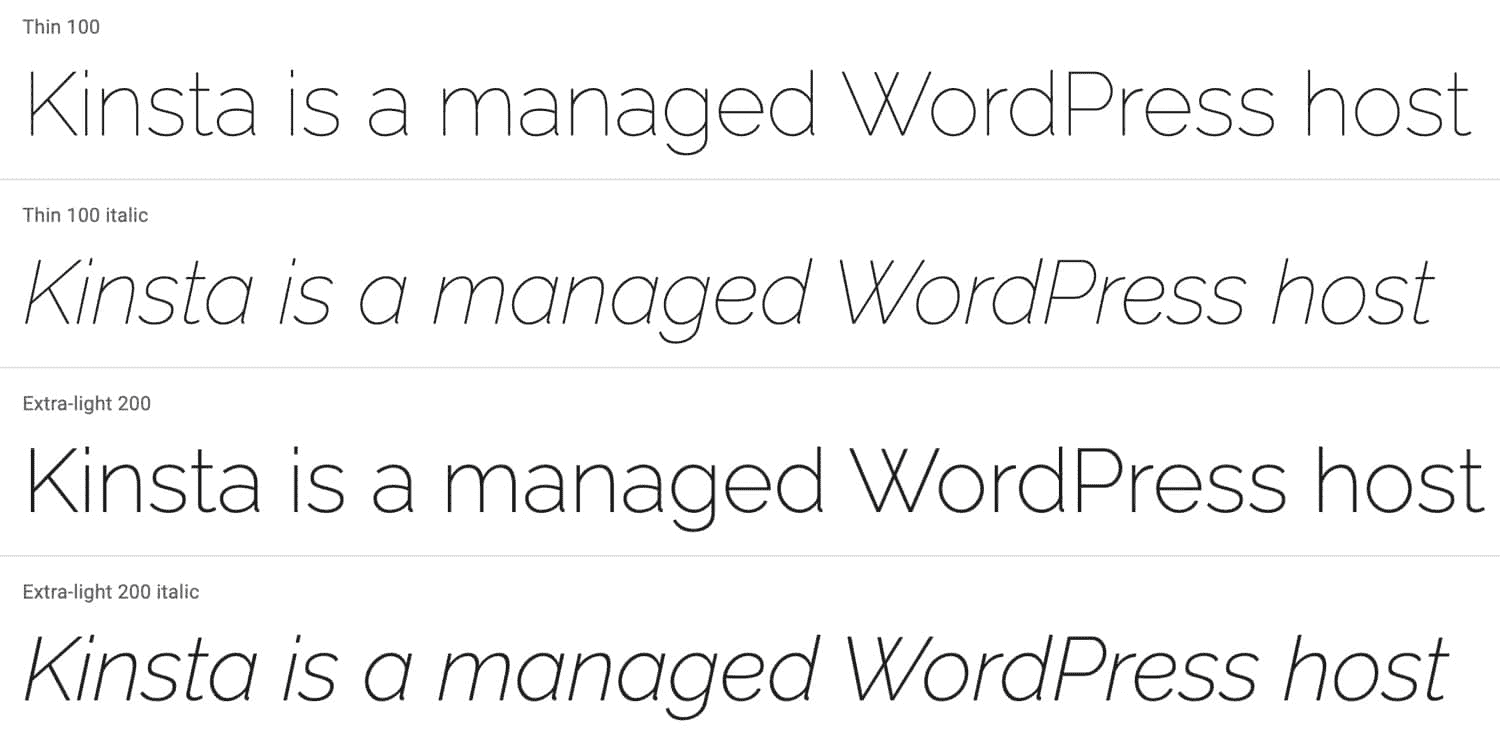 Thin 100
Kinsta is a managed WordPress host
Thin 100 italic
Kinsta is a managed WordPress host
Extra-light 200
Kinsta is a managed WordPress host
Extra-light 200 italic
Kinsta is a managed WordPress host